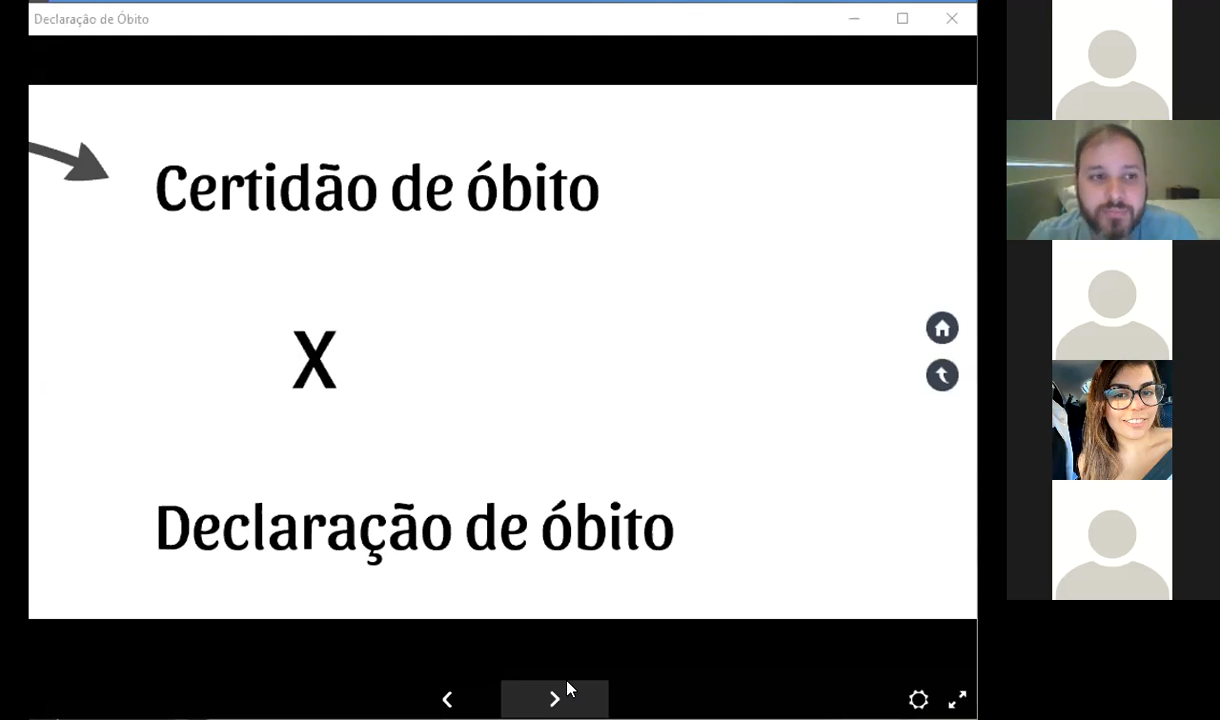 Declaração de Óbito
Certidão de óbito
X
Declaração de óbito